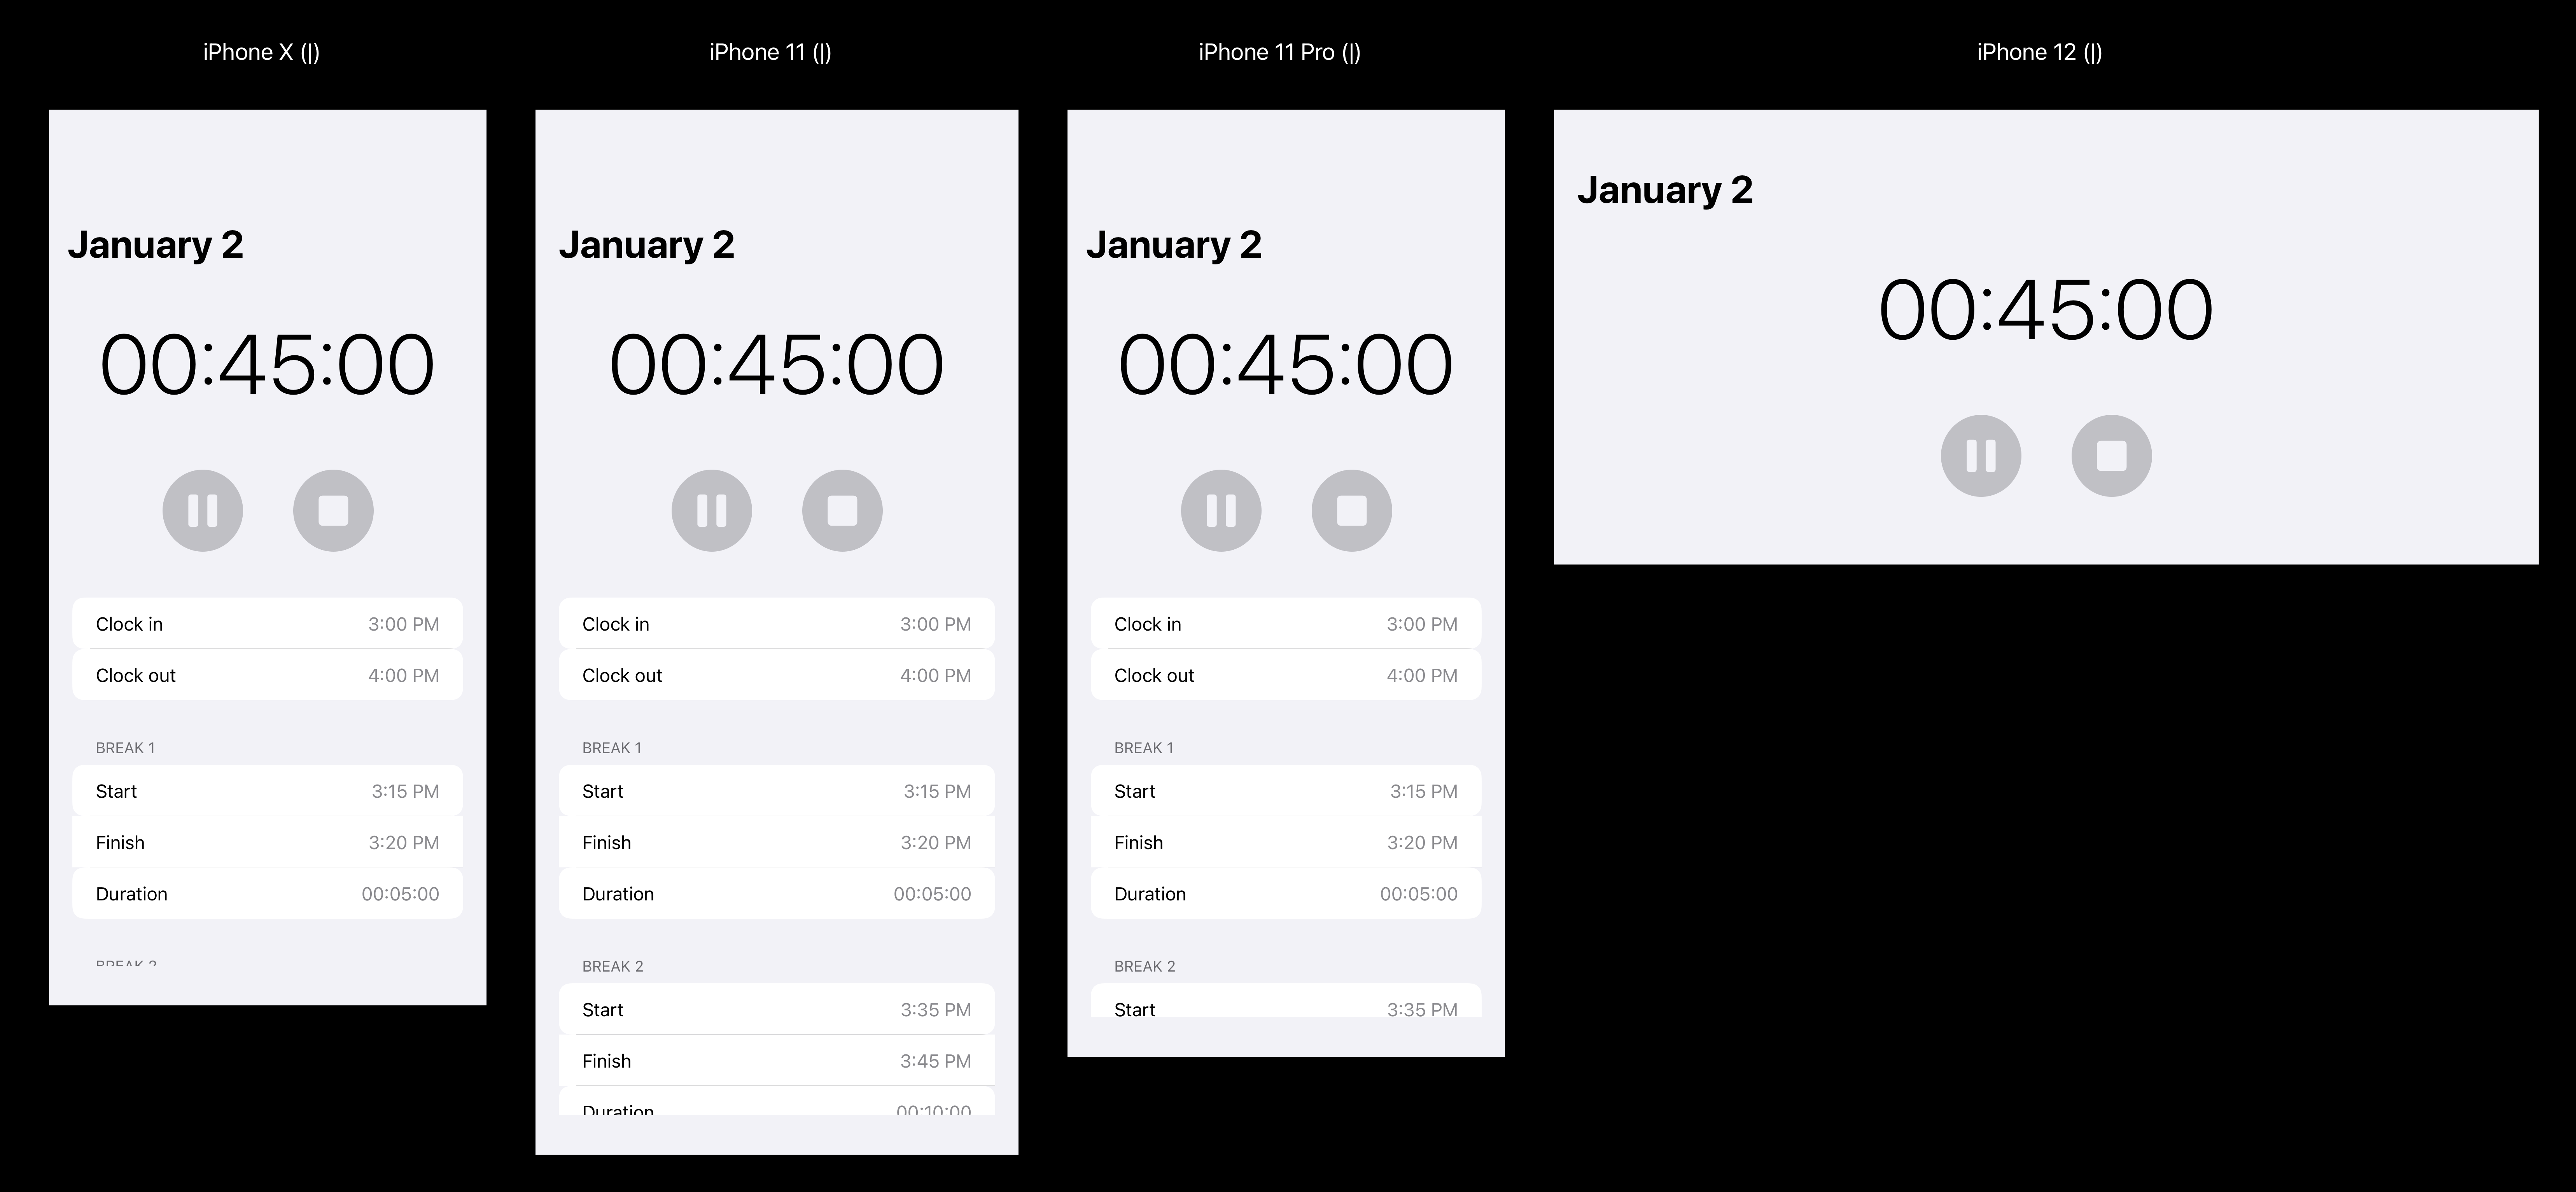 iPhone X (|)
January 2
00:45:00
Clock in 3:00 PM
Clock out 4:00 PM
BREAK 1
Start 3:15 PM
Finish 3:20 PM
Duration 00:05:00
BREAK 2
iPhone 11 (|)
January 2
00:45:00
Clock in 3:00 PM
Clock out 4:00 PM
BREAK 1
Start 3:15 PM
Finish 3:20 PM
Duration 00:05:00
BREAK 2
Start 3:35 PM
Finish 3:45 PM
Duration 00:10:00
iPhone 11 Pro (|)
January 2
00:45:00
Clock in 3:00 PM
Clock out 4:00 PM
BREAK 1
Start 3:15 PM
Finish 3:20 PM
Duration 00:05:00
BREAK 2
Start 3:35 PM
iPhone 12 (|)
January 2
00:45:00